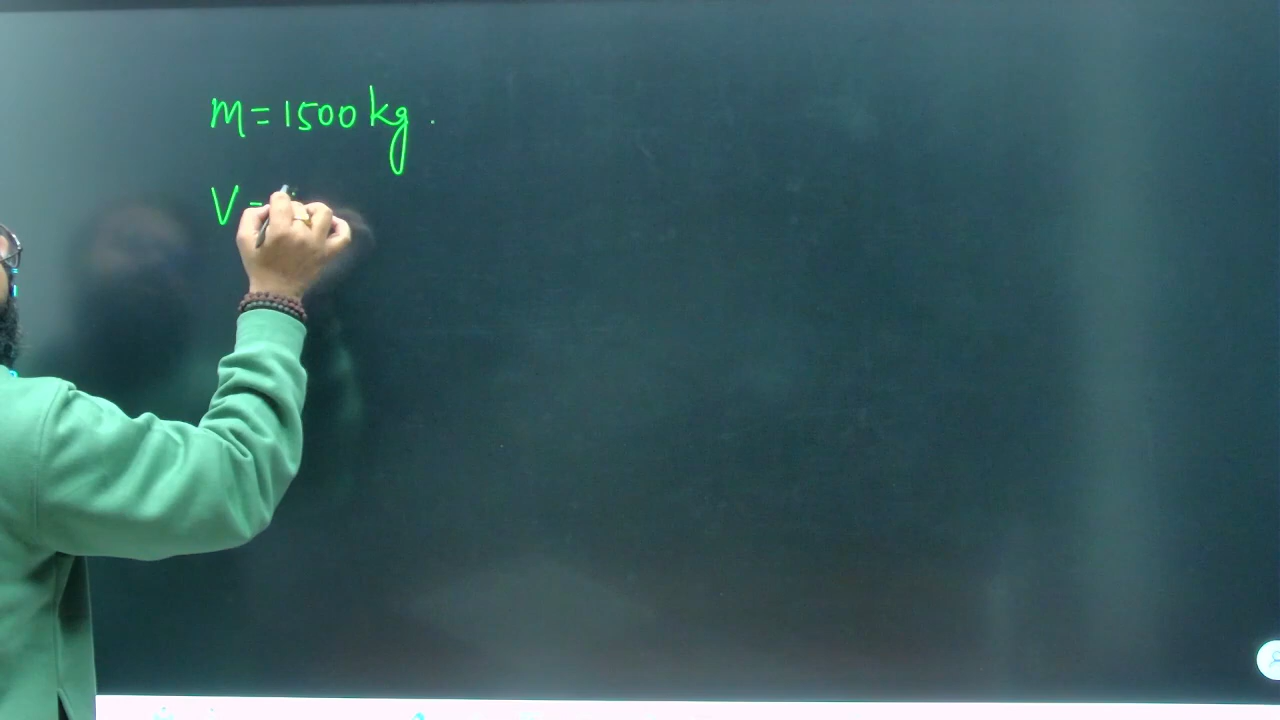 m = 1500 kg.
V =